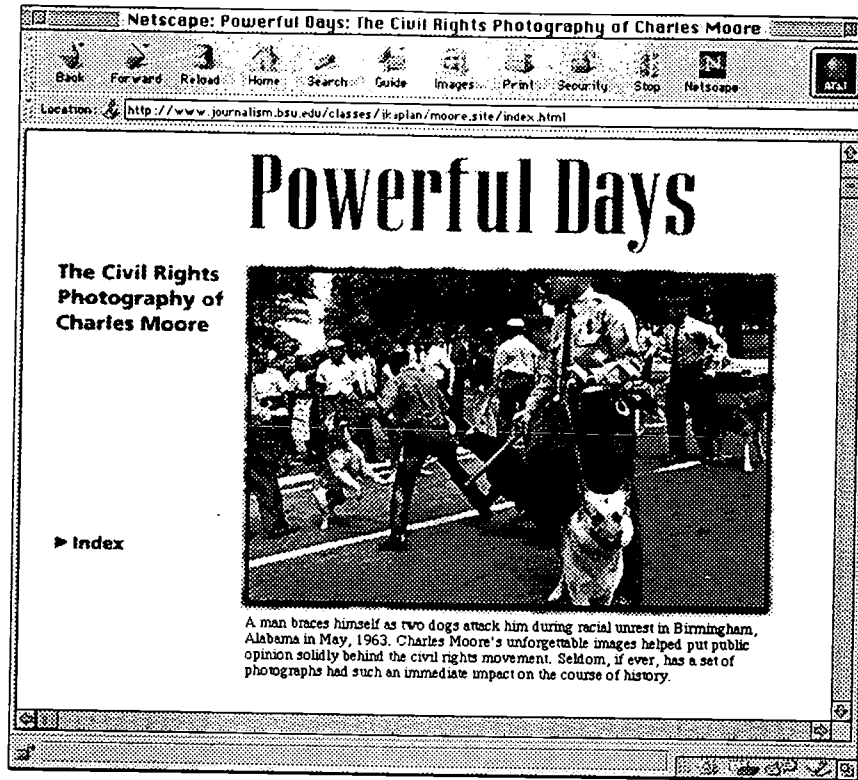 Netscape: Powerful Days: The Civil Rights Photography of Charles Moore
Back Forward Reload Home Search Guide Images Print Security Stop Netscape
N
AT&T
Location: http://www.journalism.bsu.edu/classes/jkaplan/moore.site/index.html
Powerful Days
The Civil Rights
Photography of
Charles Moore
Index
A man braces himself as two dogs attack him during racial unrest in Birmingham,
Alabama in May, 1963. Charles Moore's unforgettable images helped put public
opinion solidly behind the civil rights movement. Seldom, if ever, has a set of
photographs had such an immediate impact on the course of history.